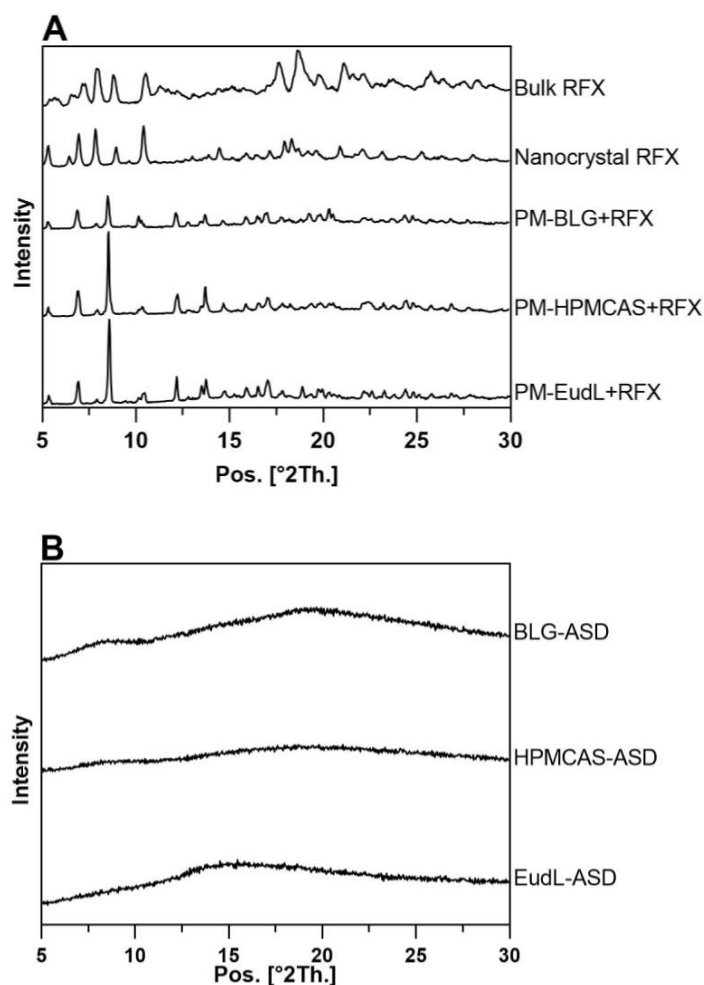 A
Bulk RFX
Nanocrystal RFX
PM-BLG+RFX
PM-HPMCAS+RFX
PM-EudL+RFX
Intensity
5 10 15 20 25 30
Pos. [°2Th.]
B
BLG-ASD
HPMCAS-ASD
EudL-ASD
Intensity
5 10 15 20 25 30
Pos. [°2Th.]